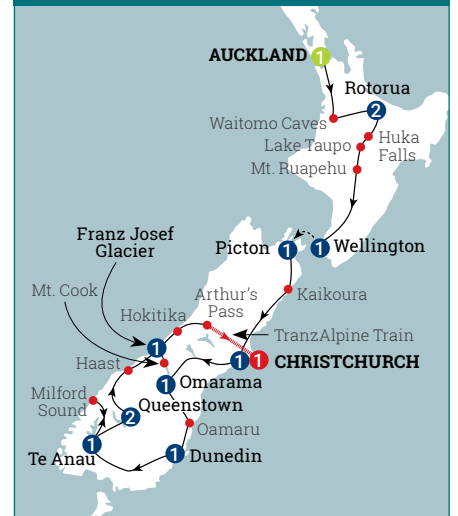 AUCKLAND
1
Rotorua
2
Waitomo Caves
Huka
Falls
Lake Taupo
Mt. Ruapehu
Franz Josef
Glacier
Picton
1
1
Wellington
Mt. Cook
Arthur's
Pass
Kaikoura
Hokitika
TranzAlpine Train
1
1
1
CHRISTCHURCH
Haast
1
Omarama
Milford
Sound
2
Queenstown
Oamaru
1
Te Anau
1
Dunedin